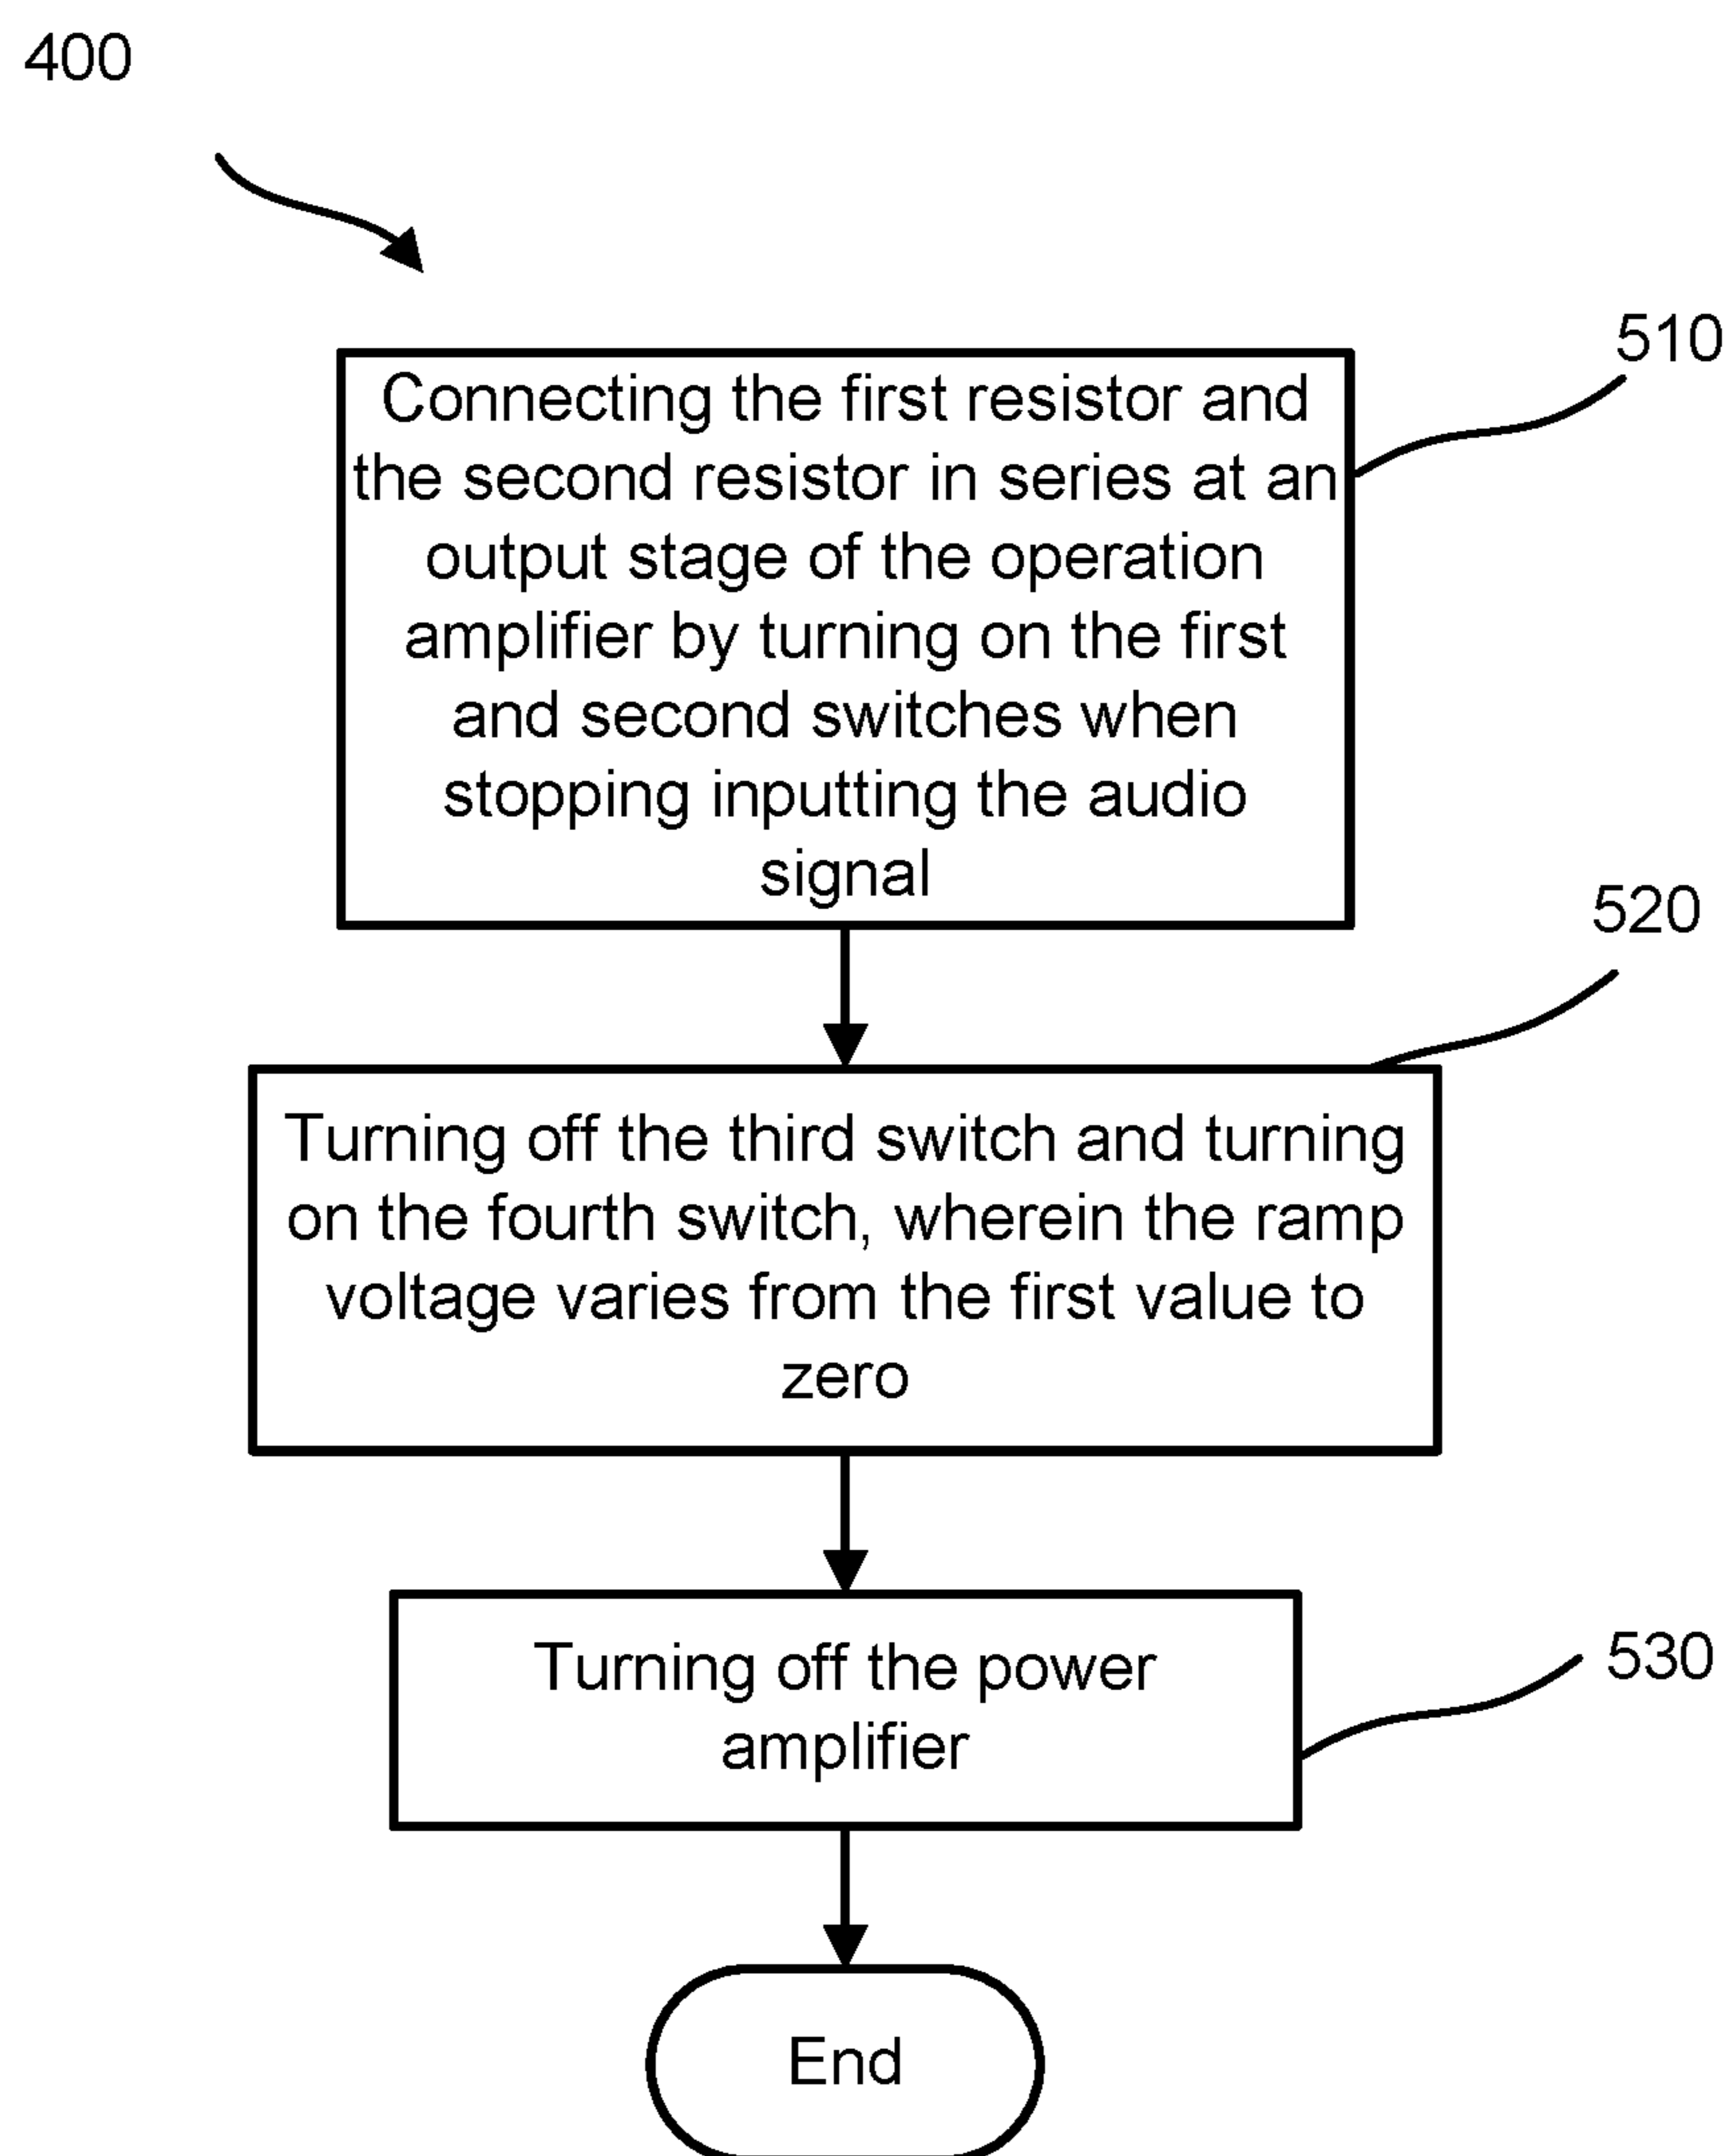 400
510
Connecting the first resistor and
the second resistor in series at an
output stage of the operation
amplifier by turning on the first
and second switches when
stopping inputting the audio
signal
520
Turning off the third switch and turning
on the fourth switch, wherein the ramp
voltage varies from the first value to
zero
530
Turning off the power
amplifier
End